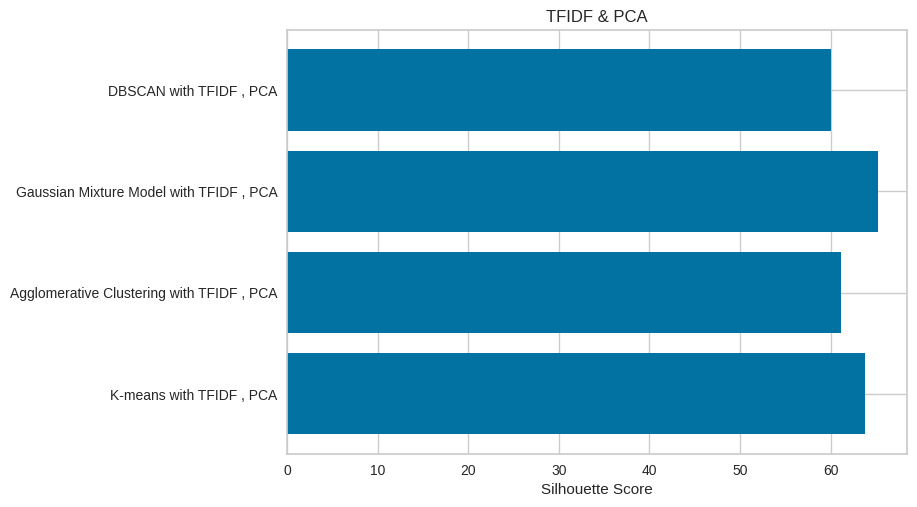 TFIDF & PCA
DBSCAN with TFIDF , PCA
Gaussian Mixture Model with TFIDF , PCA
Agglomerative Clustering with TFIDF , PCA
K-means with TFIDF , PCA
0 10 20 30 40 50 60
Silhouette Score